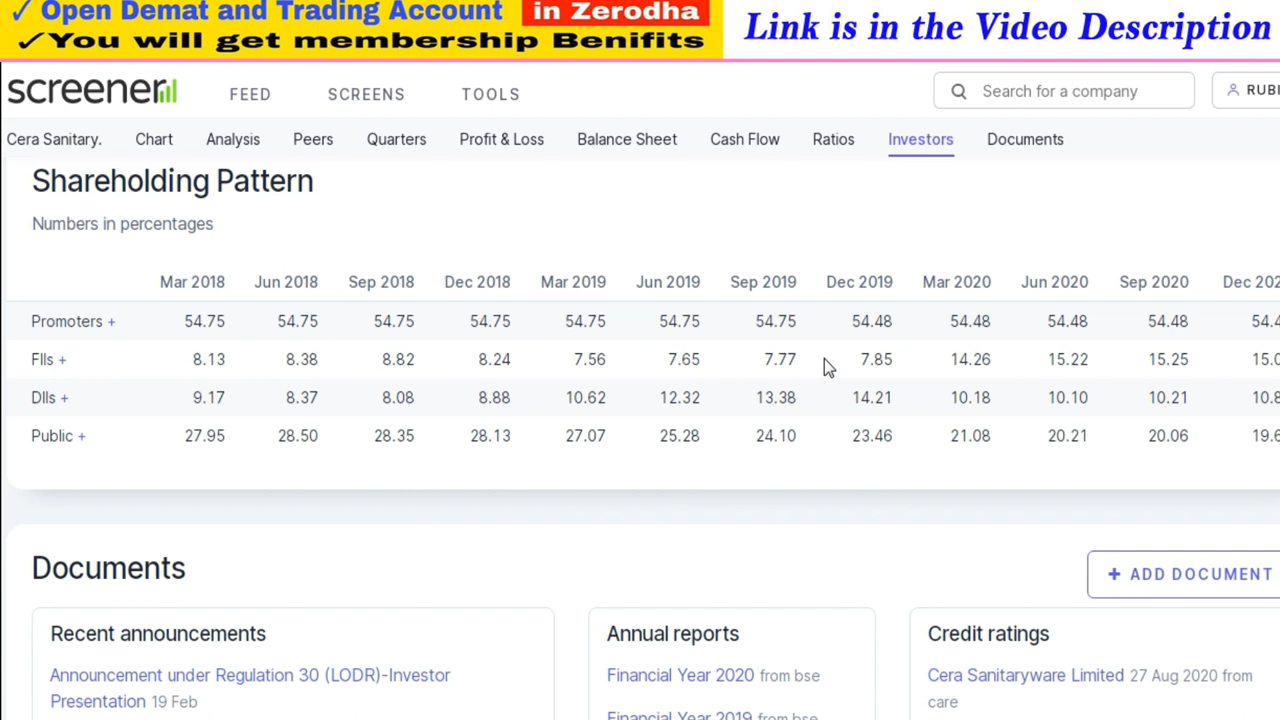 ✓ Open Demat and Trading Account in Zerodha
✓You will get membership Benifits
Link is in the Video Description
screener
FEED SCREENS TOOLS
Search for a company
Cera Sanitary. Chart Analysis Peers Quarters Profit & Loss Balance Sheet Cash Flow Ratios Investors Documents
Shareholding Pattern
Numbers in percentages
Mar 2018 Jun 2018 Sep 2018 Dec 2018 Mar 2019 Jun 2019 Sep 2019 Dec 2019 Mar 2020 Jun 2020 Sep 2020 Dec
Promoters + 54.75 54.75 54.75 54.75 54.75 54.75 54.75 54.48 54.48 54.48 54.48
FIIs + 8.13 8.38 8.82 8.24 7.56 7.65 7.77 7.85 14.26 15.22 15.25
DIIs + 9.17 8.37 8.08 8.88 10.62 12.32 13.38 14.21 10.18 10.10 10.21
Public + 27.95 28.50 28.35 28.13 27.07 25.28 24.10 23.46 21.08 20.21 20.06
Documents
+ ADD DOCUMENT
Recent announcements
Announcement under Regulation 30 (LODR)-Investor
Presentation 19 Feb
Annual reports
Financial Year 2020 from bse
Financial Year 2019 from bse
Credit ratings
Cera Sanitaryware Limited 27 Aug 2020 from
care